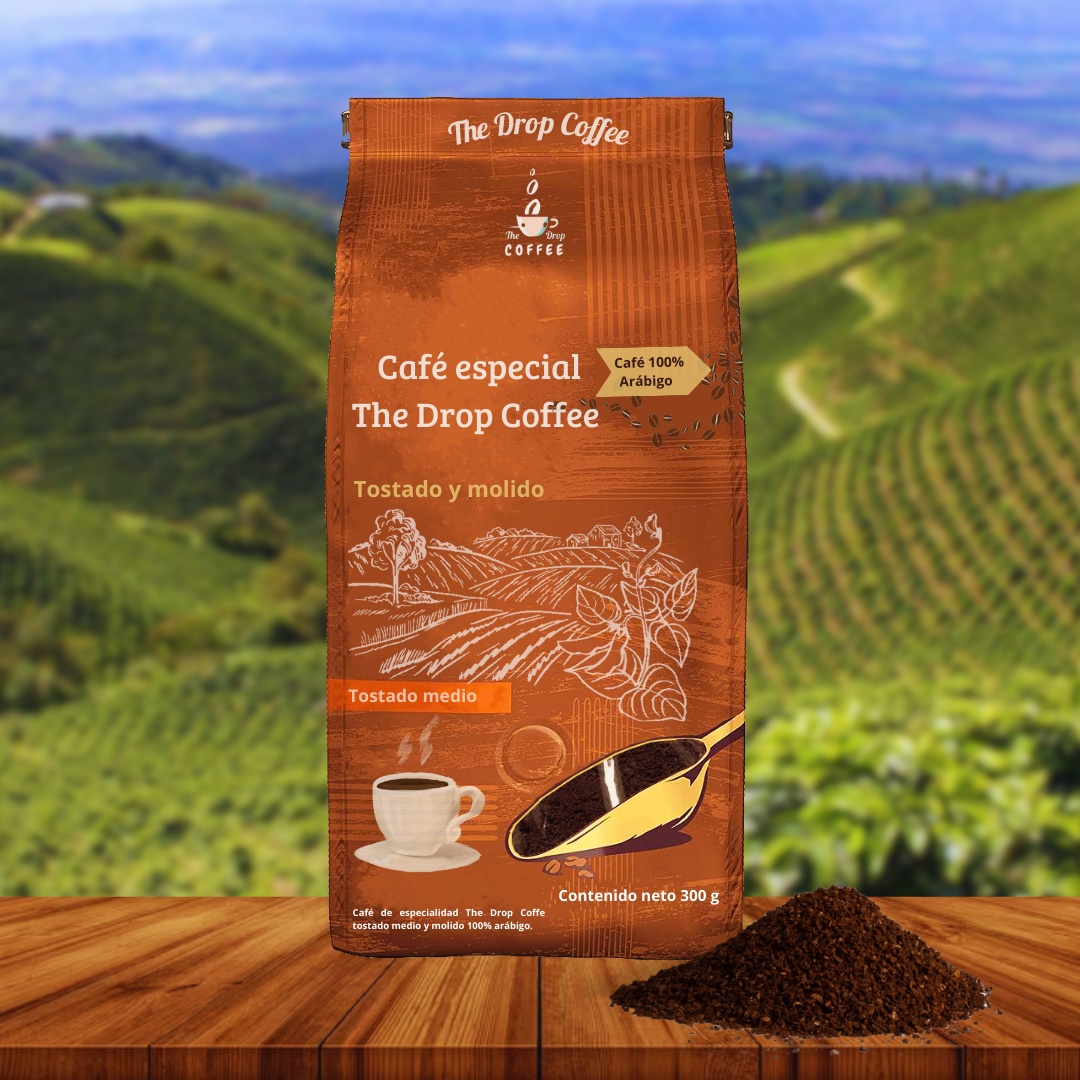 The Drop Coffee
The Drop
COFFEE
Café especial
The Drop Coffee
Café 100%
Arábigo
Tostado y molido
Tostado medio
Contenido neto 300 g
Café de especialidad The Drop Coffe
tostado medio y molido 100% arábigo.